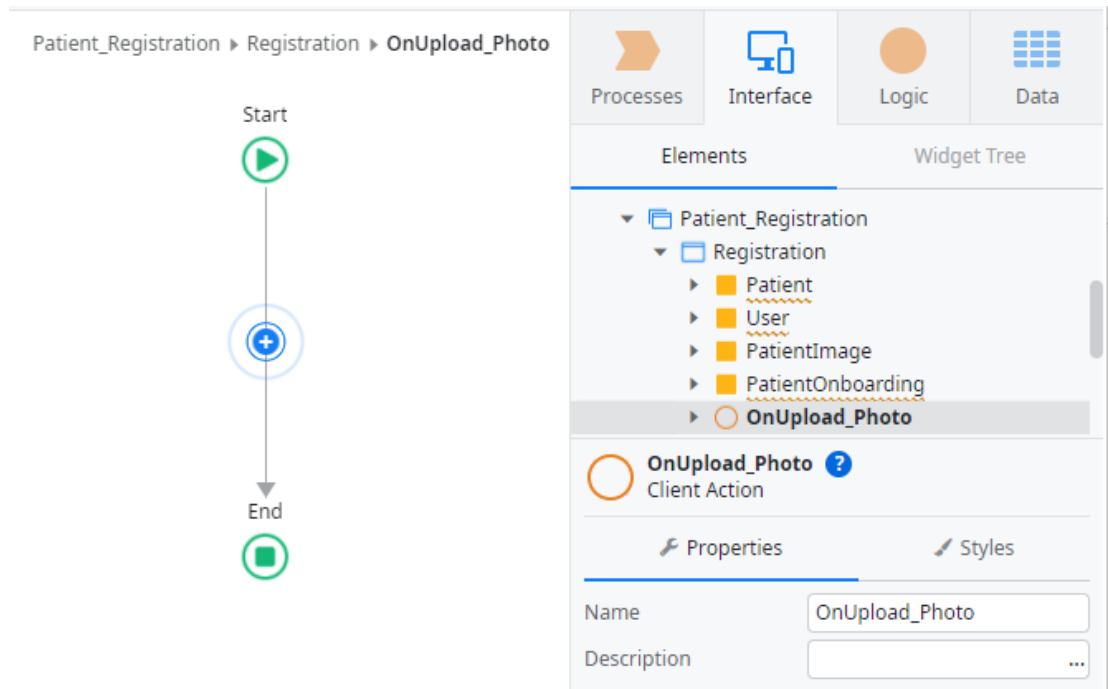 Patient_Registration ▸ Registration ▸ OnUpload_Photo
Start
End
Processes
Interface
Logic
Data
Elements
Widget Tree
Patient_Registration
Registration
Patient
User
PatientImage
PatientOnboarding
OnUpload_Photo
OnUpload_Photo ?
Client Action
Properties
Styles
Name
OnUpload_Photo
Description
...